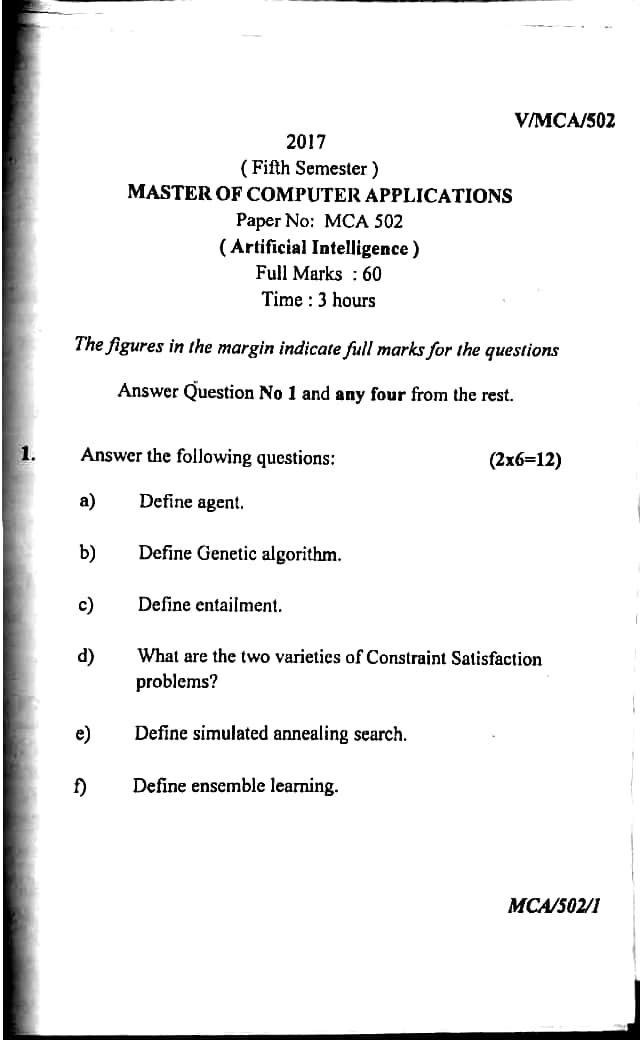 V/MCA/502
2017
( Fifth Semester )
MASTER OF COMPUTER APPLICATIONS
Paper No: MCA 502
( Artificial Intelligence )
Full Marks : 60
Time : 3 hours
The figures in the margin indicate full marks for the questions
Answer Question No 1 and any four from the rest.
1. Answer the following questions: (2x6=12)
a) Define agent.
b) Define Genetic algorithm.
c) Define entailment.
d) What are the two varieties of Constraint Satisfaction
problems?
e) Define simulated annealing search.
f) Define ensemble learning.
MCA/502/1